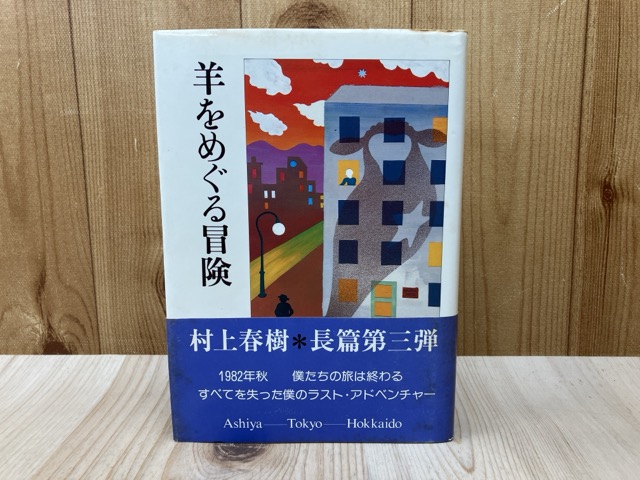 羊をめぐる冒険
村上春樹*長篇第三弾
1982年秋　僕たちの旅は終わる
すべてを失った僕のラスト・アドベンチャー
Ashiya——Tokyo——Hokkaido